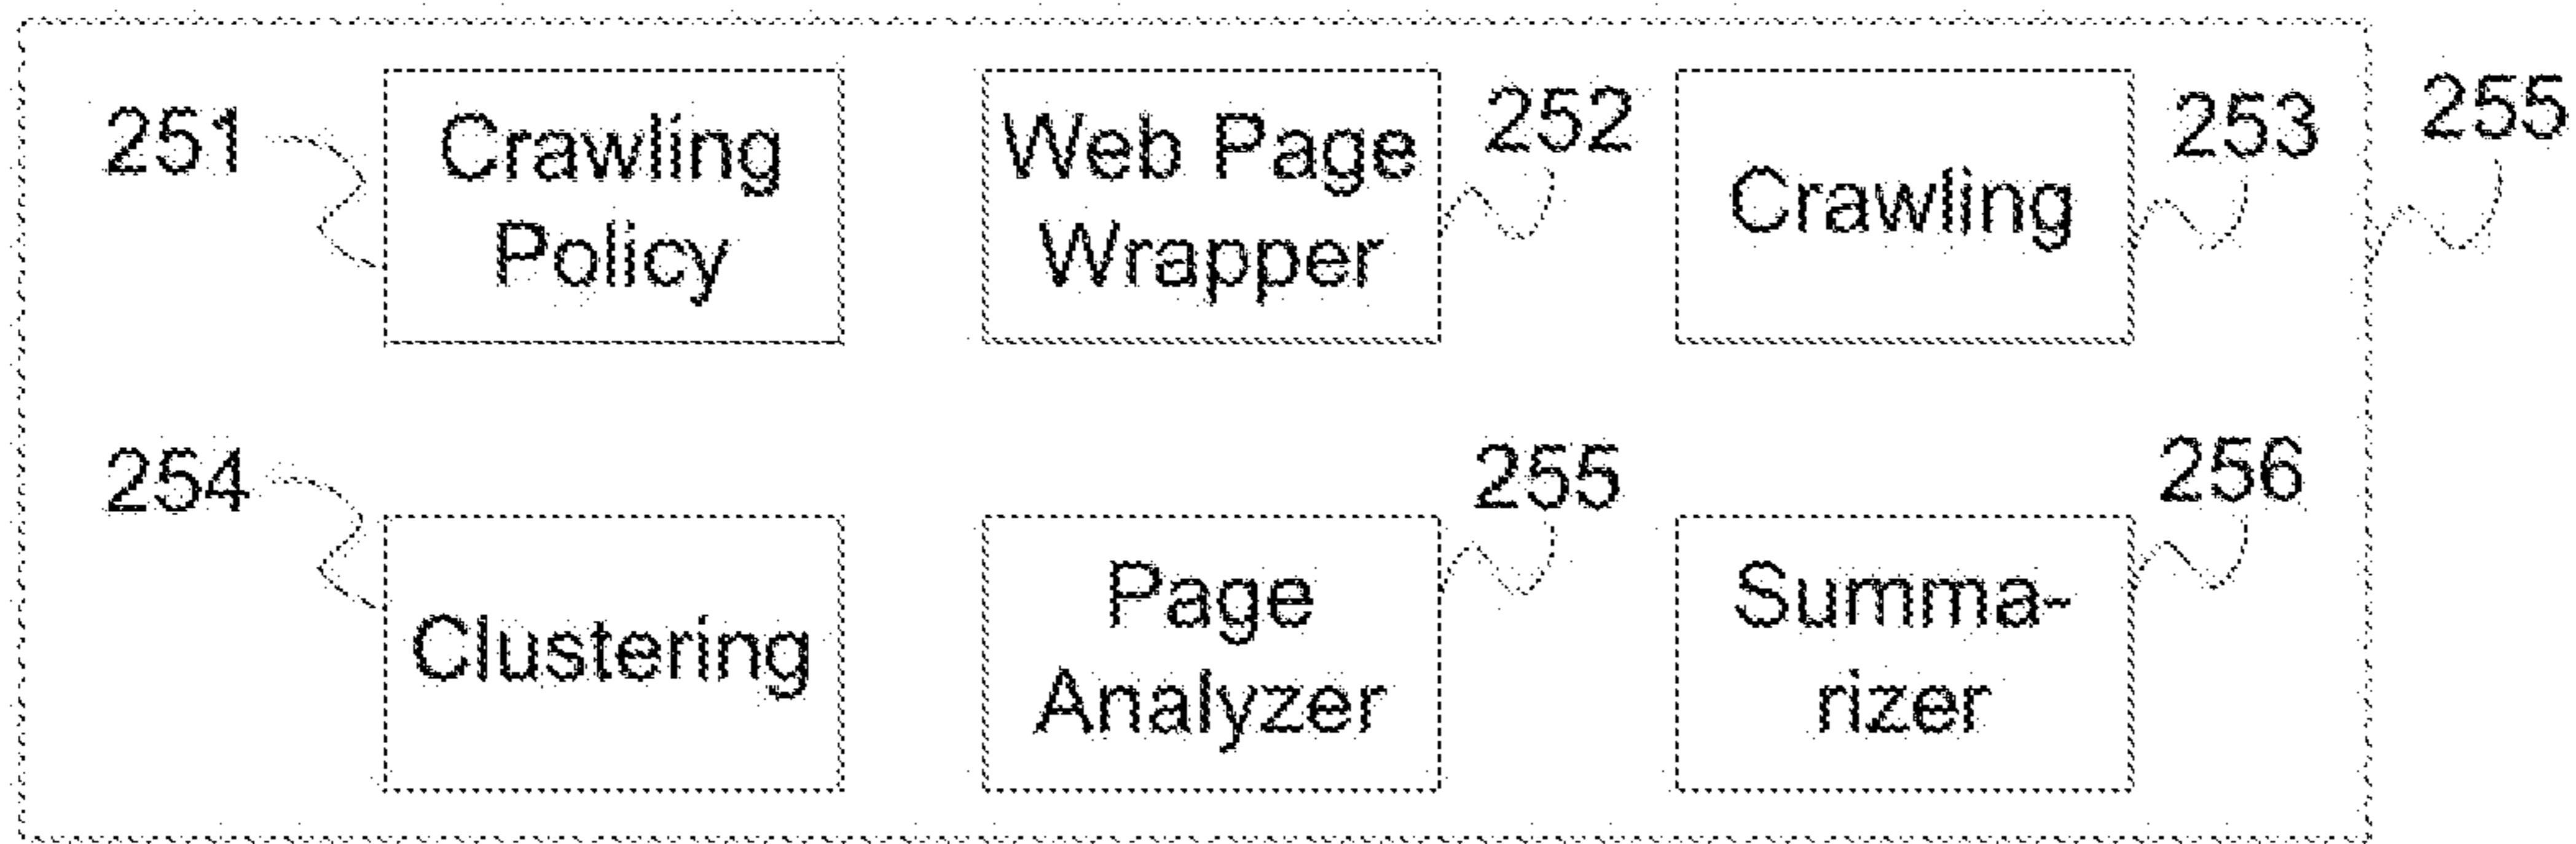 251
Crawling
Policy
Web Page
Wrapper
252
Crawling
253
255
254
Clustering
Page
Analyzer
255
Summa-
rizer
256